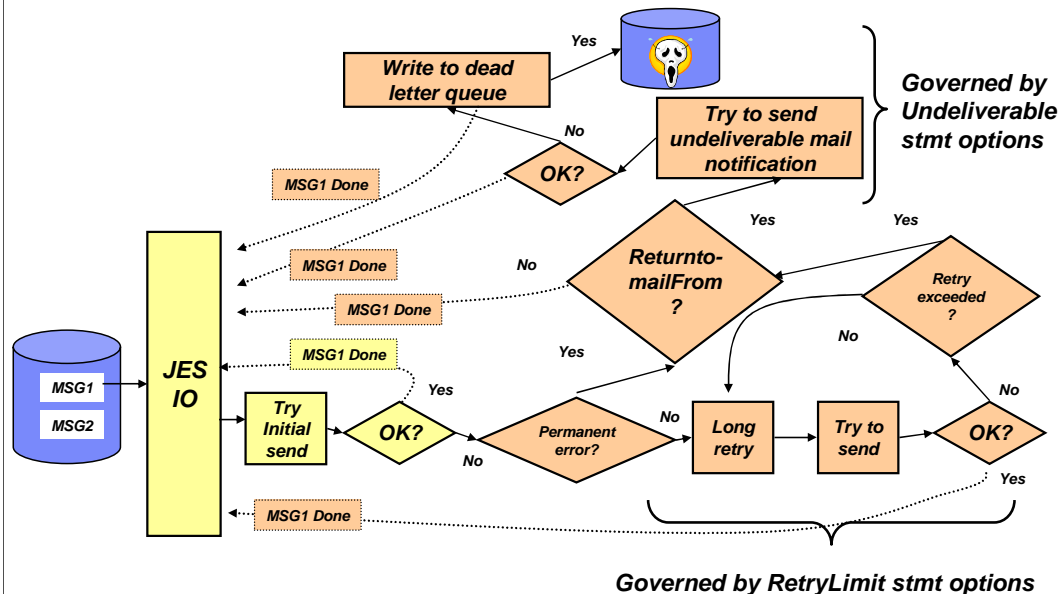 Yes
Write to dead
letter queue
Governed by
Undeliverable
stmt options
Try to send
undeliverable mail
notification
No
OK?
MSG1 Done
Yes
Yes
Returnto-
mailFrom
?
MSG1 Done
No
Retry
exceeded
?
MSG1 Done
No
MSG1 Done
Yes
JES
IO
MSG1
MSG2
Yes
No
Try
Initial
send
OK?
No
Permanent
error?
No
Long
retry
Try to
send
OK?
Yes
MSG1 Done
Governed by RetryLimit stmt options